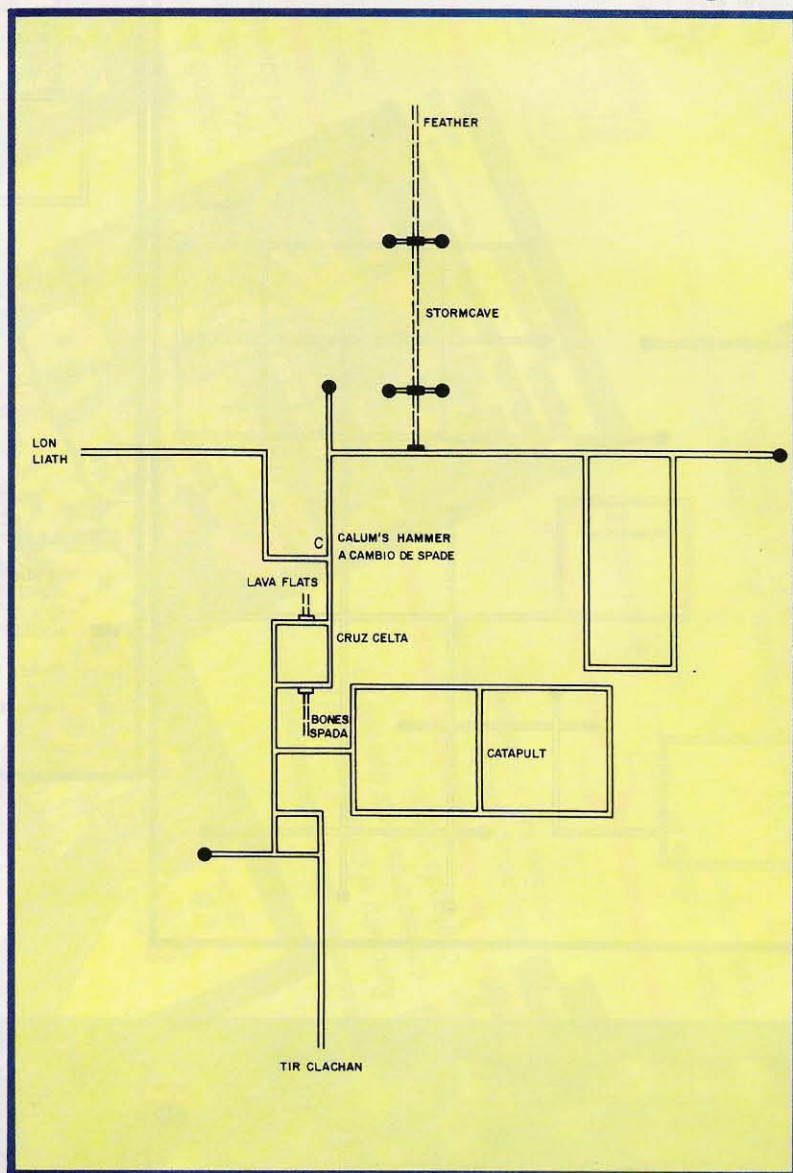 FEATHER
STORMCAVE
LON
LIATH
C
CALUM'S HAMMER
A CAMBIO DE SPADE
LAVA FLATS
CRUZ CELTA
BONES
SPADA
CATAPULT
TIR CLACHAN